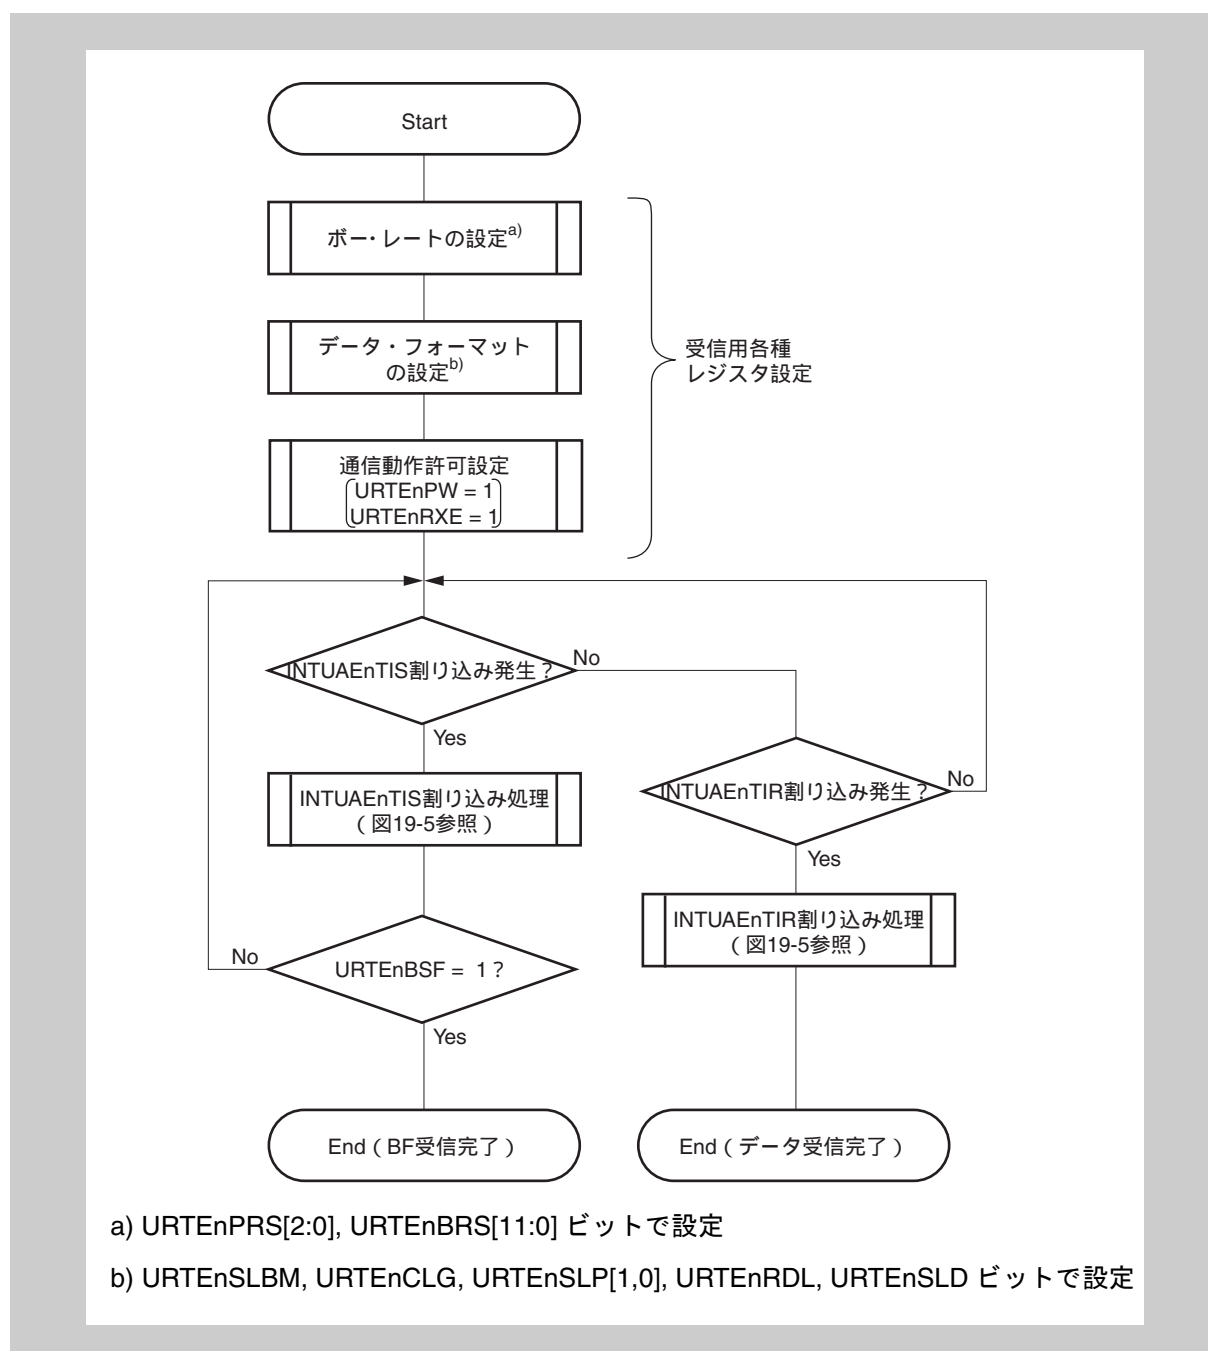 Start
ボー・レートの設定a)
データ・フォーマット
の設定b)
受信用各種
レジスタ設定
通信動作許可設定
URTEnPW = 1
URTEnRXE = 1
INTUAEnTIS割り込み発生？
No
Yes
INTUAEnTIR割り込み発生？
No
INTUAEnTIS割り込み処理
（図19-5参照）
Yes
INTUAEnTIR割り込み処理
（図19-5参照）
No
URTEnBSF = 1？
Yes
End（BF受信完了）
End（データ受信完了）
a) URTEnPRS[2:0], URTEnBRS[11:0] ビットで設定
b) URTEnSLBM, URTEnCLG, URTEnSLP[1,0], URTEnRDL, URTEnSLD ビットで設定